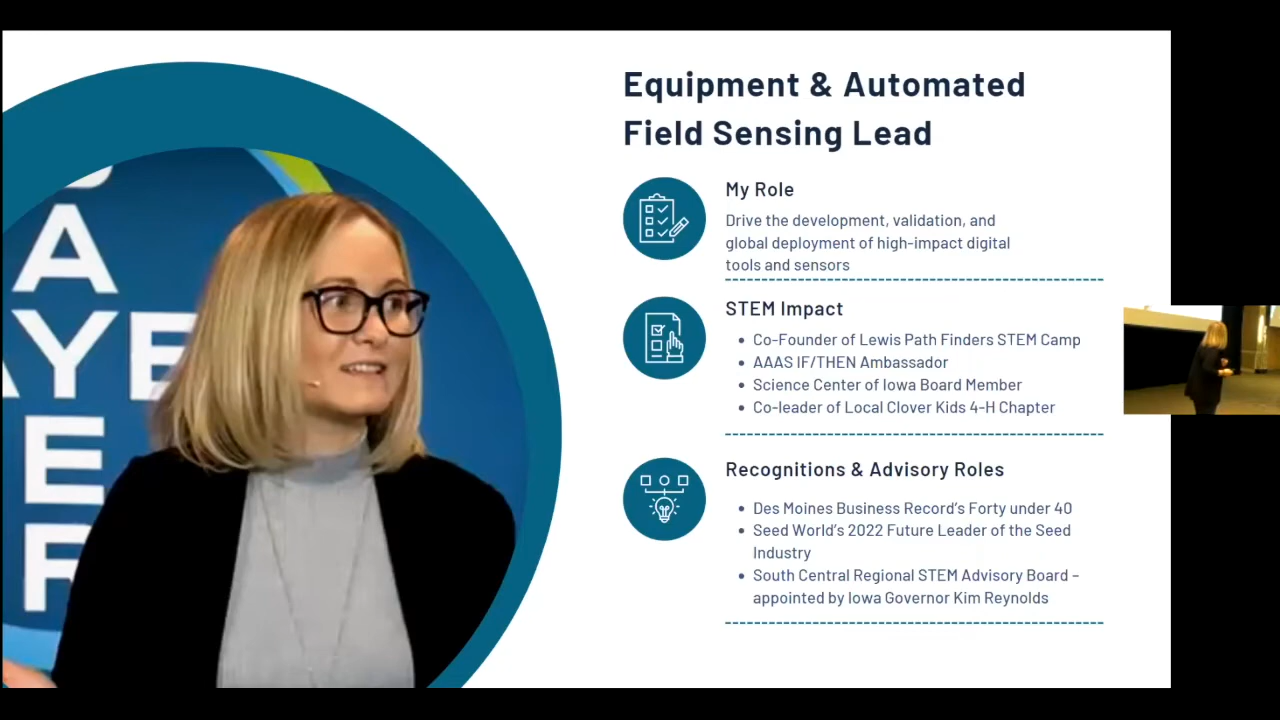 Equipment & Automated
Field Sensing Lead
My Role
Drive the development, validation, and
global deployment of high-impact digital
tools and sensors
STEM Impact
• Co-Founder of Lewis Path Finders STEM Camp
• AAAS IF/THEN Ambassador
• Science Center of Iowa Board Member
• Co-leader of Local Clover Kids 4-H Chapter
Recognitions & Advisory Roles
• Des Moines Business Record's Forty under 40
• Seed World's 2022 Future Leader of the Seed
Industry
• South Central Regional STEM Advisory Board –
appointed by Iowa Governor Kim Reynolds
A
AYE
E
R